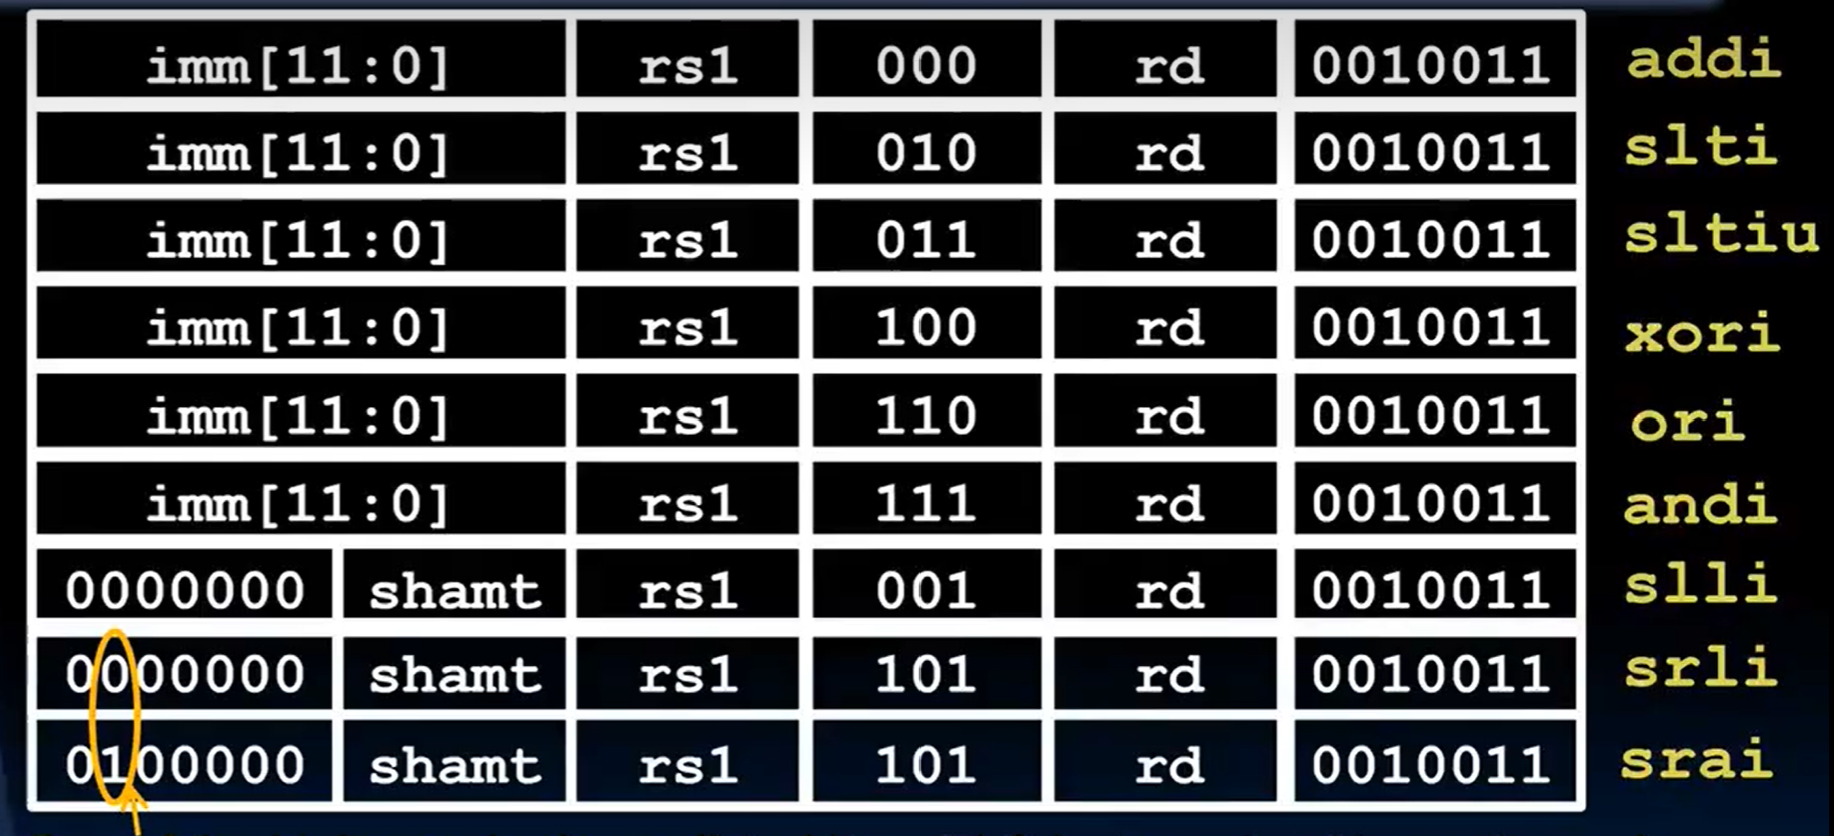 imm[11:0] rs1 000 rd 0010011 addi
imm[11:0] rs1 010 rd 0010011 slti
imm[11:0] rs1 011 rd 0010011 sltiu
imm[11:0] rs1 100 rd 0010011 xori
imm[11:0] rs1 110 rd 0010011 ori
imm[11:0] rs1 111 rd 0010011 andi
0000000 shamt rs1 001 rd 0010011 slli
0000000 shamt rs1 101 rd 0010011 srli
0100000 shamt rs1 101 rd 0010011 srai